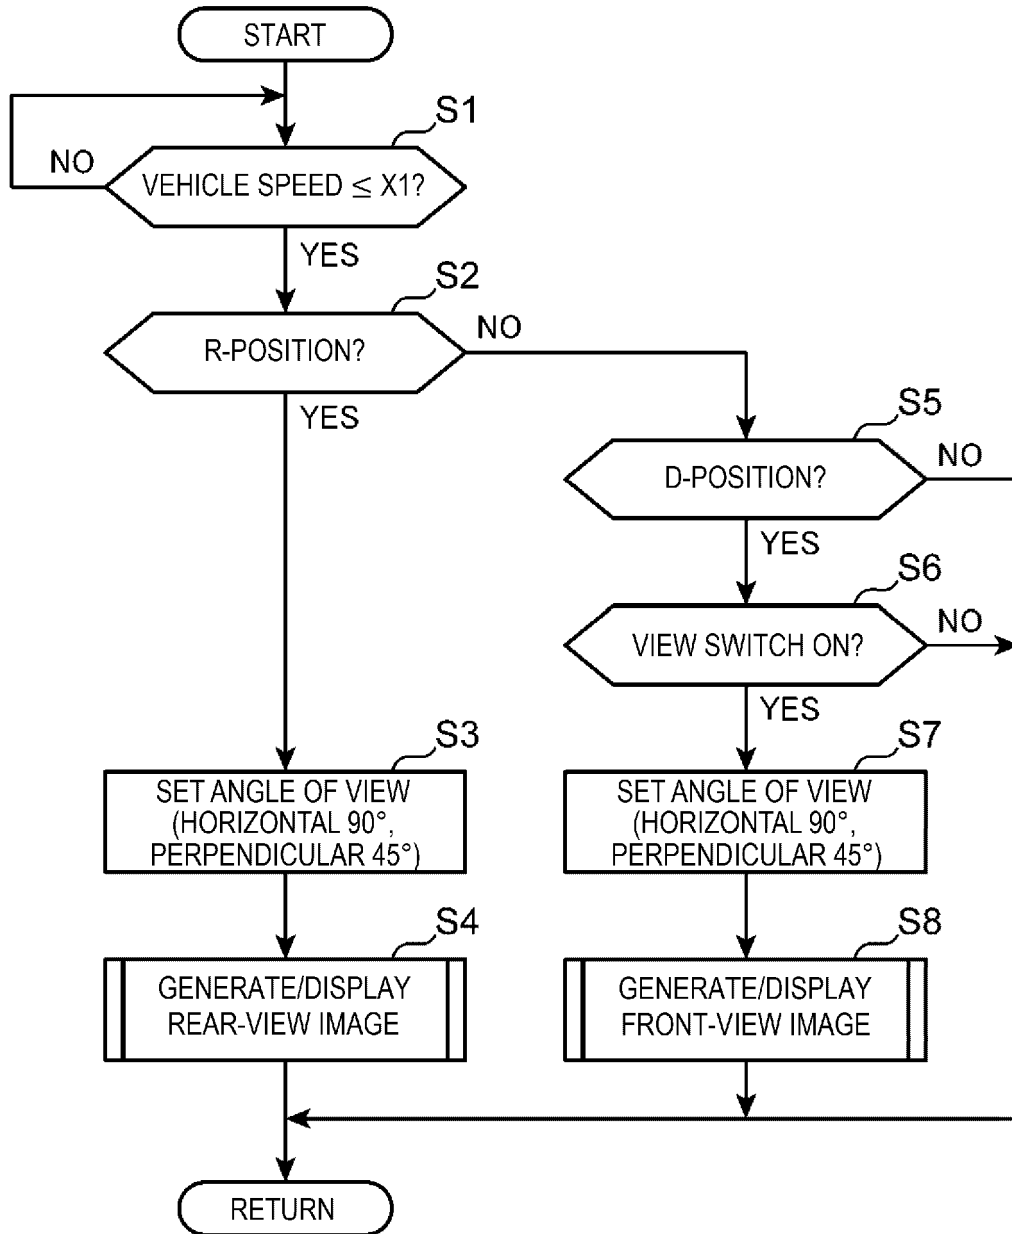 START
S1
NO
VEHICLE SPEED ≤ X1?
YES
S2
R-POSITION?
NO
YES
S5
D-POSITION?
NO
YES
S6
VIEW SWITCH ON?
NO
YES
S3
SET ANGLE OF VIEW
(HORIZONTAL 90°,
PERPENDICULAR 45°)
S7
SET ANGLE OF VIEW
(HORIZONTAL 90°,
PERPENDICULAR 45°)
S4
GENERATE/DISPLAY
REAR-VIEW IMAGE
S8
GENERATE/DISPLAY
FRONT-VIEW IMAGE
RETURN